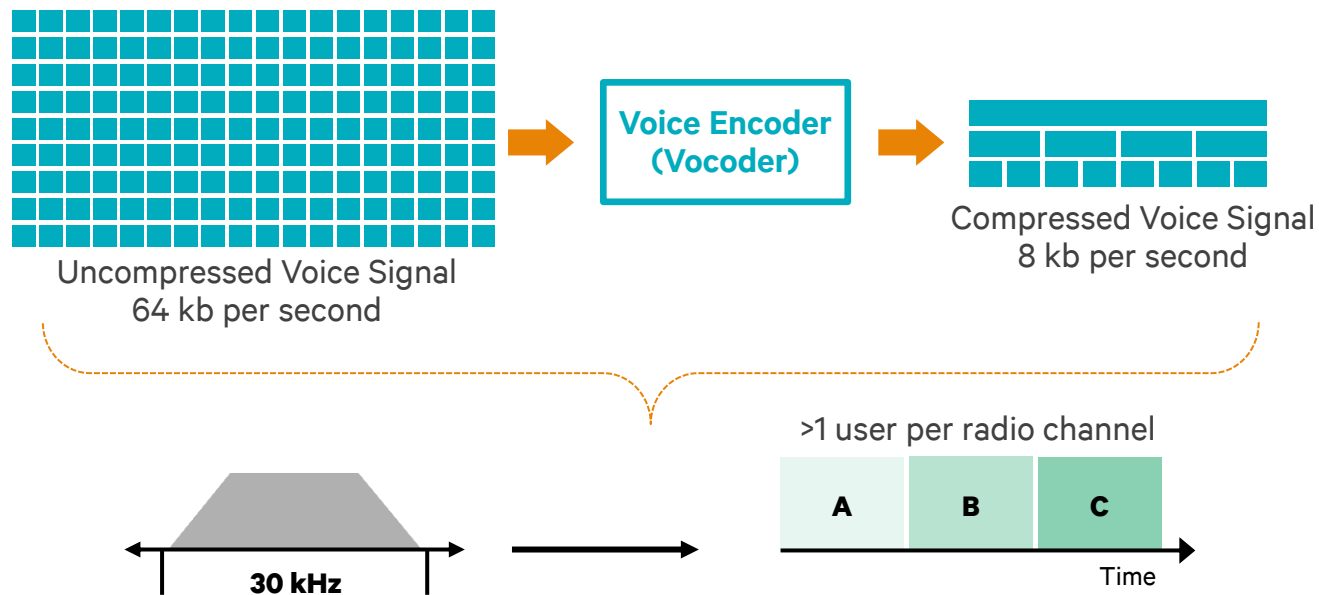 Voice Encoder
(Vocoder)
Uncompressed Voice Signal
64 kb per second
Compressed Voice Signal
8 kb per second
>1 user per radio channel
A
B
C
30 kHz
Time